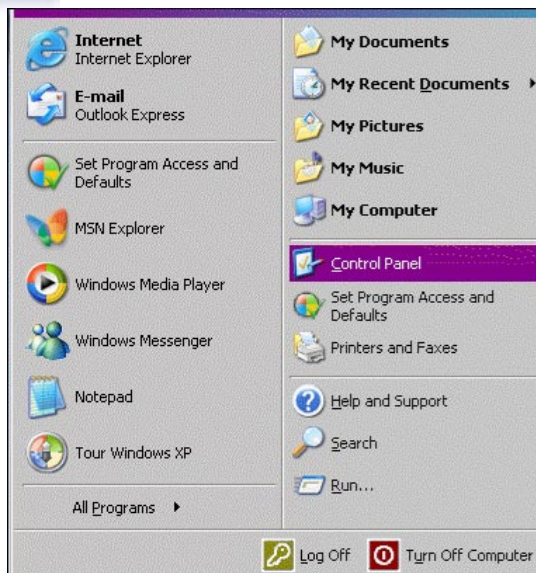 Internet
Internet Explorer
E-mail
Outlook Express
Set Program Access and
Defaults
MSN Explorer
Windows Media Player
Windows Messenger
Notepad
Tour Windows XP
All Programs
My Documents
My Recent Documents
My Pictures
My Music
My Computer
Control Panel
Set Program Access and
Defaults
Printers and Faxes
Help and Support
Search
Run...
Log Off
Turn Off Computer